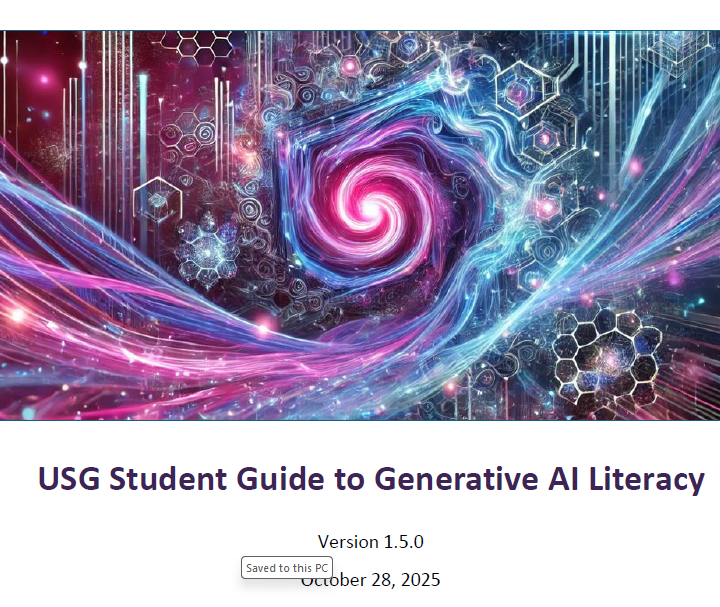 USG Student Guide to Generative AI Literacy
Version 1.5.0
Saved to this PC
October 28, 2025